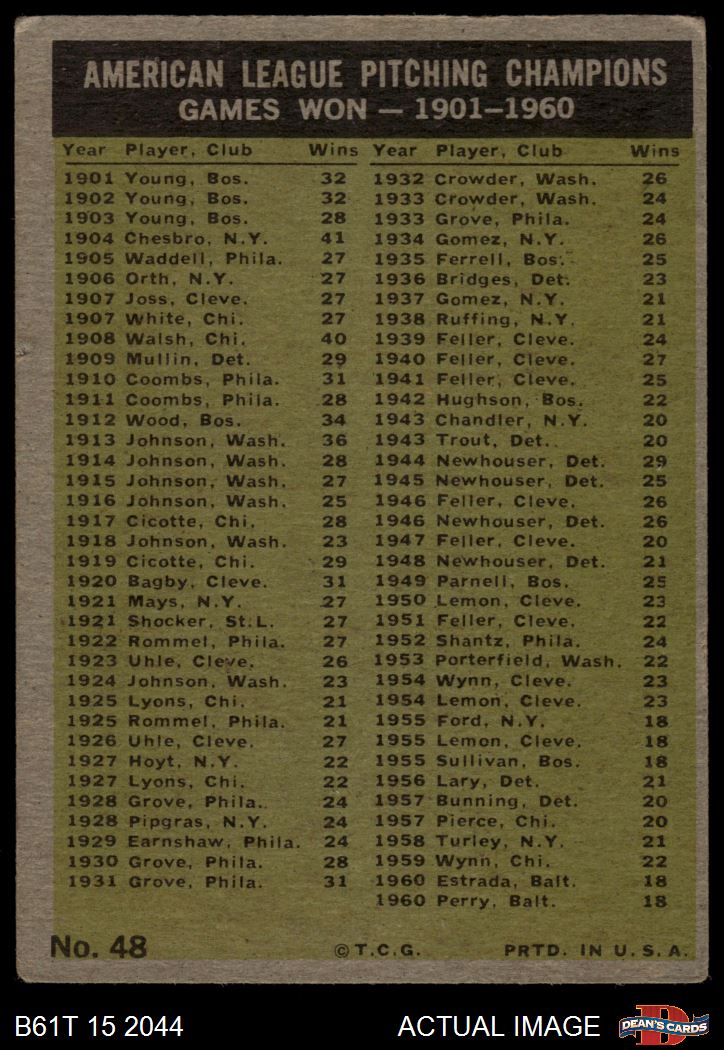 AMERICAN LEAGUE PITCHING CHAMPIONS
GAMES WON — 1901–1960
Year Player, Club Wins
1901 Young, Bos. 32
1902 Young, Bos. 32
1903 Young, Bos. 28
1904 Chesbro, N.Y. 41
1905 Waddell, Phila. 27
1906 Orth, N.Y. 27
1907 Joss, Cleve. 27
1907 White, Chi. 27
1908 Walsh, Chi. 40
1909 Mullin, Det. 29
1910 Coombs, Phila. 31
1911 Coombs, Phila. 28
1912 Wood, Bos. 34
1913 Johnson, Wash. 36
1914 Johnson, Wash. 28
1915 Johnson, Wash. 27
1916 Johnson, Wash. 25
1917 Cicotte, Chi. 28
1918 Johnson, Wash. 23
1919 Cicotte, Chi. 29
1920 Bagby, Cleve. 31
1921 Mays, N.Y. 27
1921 Shocker, St.L. 27
1922 Rommel, Phila. 27
1923 Uhle, Cleve. 26
1924 Johnson, Wash. 23
1925 Lyons, Chi. 21
1925 Rommel, Phila. 21
1926 Uhle, Cleve. 27
1927 Hoyt, N.Y. 22
1927 Lyons, Chi. 22
1928 Grove, Phila. 24
1928 Pipgras, N.Y. 24
1929 Earnshaw, Phila. 24
1930 Grove, Phila. 28
1931 Grove, Phila. 31
Year Player, Club Wins
1932 Crowder, Wash. 26
1933 Crowder, Wash. 24
1933 Grove, Phila. 24
1934 Gomez, N.Y. 26
1935 Ferrell, Bos. 25
1936 Bridges, Det. 23
1937 Gomez, N.Y. 21
1938 Ruffing, N.Y. 21
1939 Feller, Cleve. 24
1940 Feller, Cleve. 27
1941 Feller, Cleve. 25
1942 Hughson, Bos. 22
1943 Chandler, N.Y. 20
1943 Trout, Det. 20
1944 Newhouser, Det. 29
1945 Newhouser, Det. 25
1946 Feller, Cleve. 26
1946 Newhouser, Det. 26
1947 Feller, Cleve. 20
1948 Newhouser, Det. 21
1949 Parnell, Bos. 25
1950 Lemon, Cleve. 23
1951 Feller, Cleve. 22
1952 Shantz, Phila. 24
1953 Porterfield, Wash. 22
1954 Wynn, Cleve. 23
1954 Lemon, Cleve. 23
1955 Ford, N.Y. 18
1955 Lemon, Cleve. 18
1955 Sullivan, Bos. 18
1956 Lary, Det. 21
1957 Bunning, Det. 20
1957 Pierce, Chi. 20
1958 Turley, N.Y. 21
1959 Wynn, Chi. 22
1960 Estrada, Balt. 18
1960 Perry, Balt. 18
No. 48 ©T.C.G. PRTD. IN U.S.A.
B61T 15 2044 ACTUAL IMAGE
D
DEAN'S CARDS